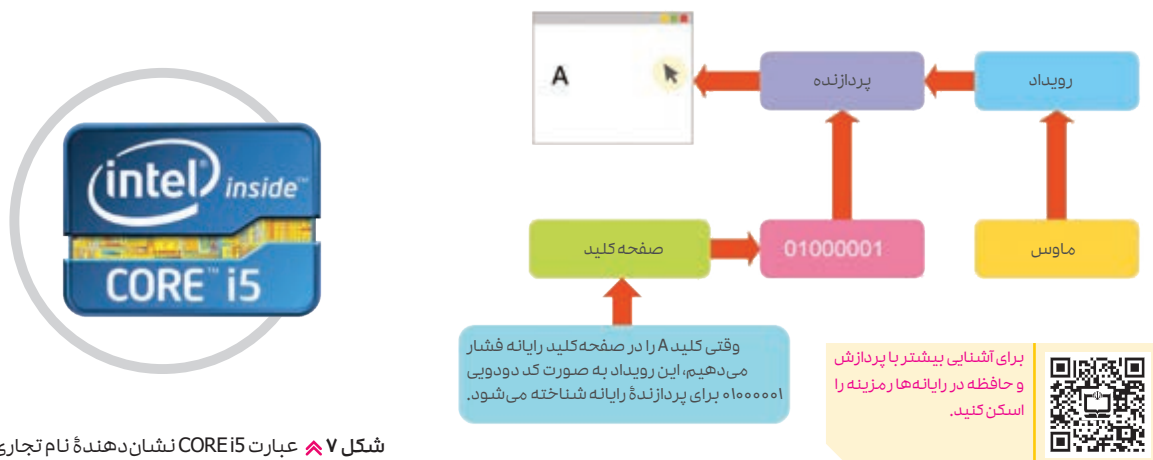 intel inside™
CORE™ i5
A
پردازنده
رویداد
صفحه‌کلید
01000001
ماوس
وقتی کلید A را در صفحه‌کلید رایانه فشار
می‌دهیم، این رویداد به صورت کد دودویی
۰۱۰۰۰۰۰۱ برای پردازندهٔ رایانه شناخته می‌شود.
برای آشنایی بیشتر با پردازش
و حافظه در رایانه‌ها رمزینه را
اسکن کنید.
شکل ۷ عبارت CORE i5 نشان‌دهندهٔ نام تجاری